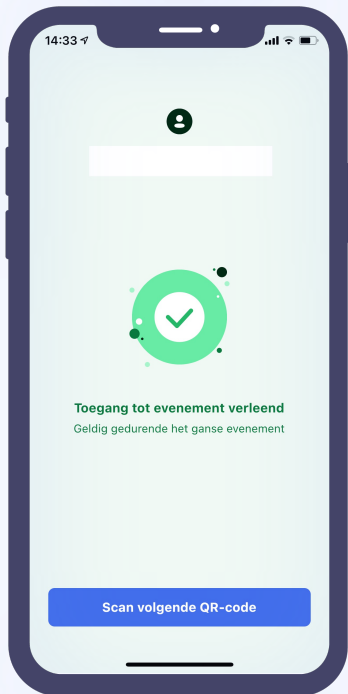 14:33
Toegang tot evenement verleend
Geldig gedurende het ganse evenement
Scan volgende QR-code